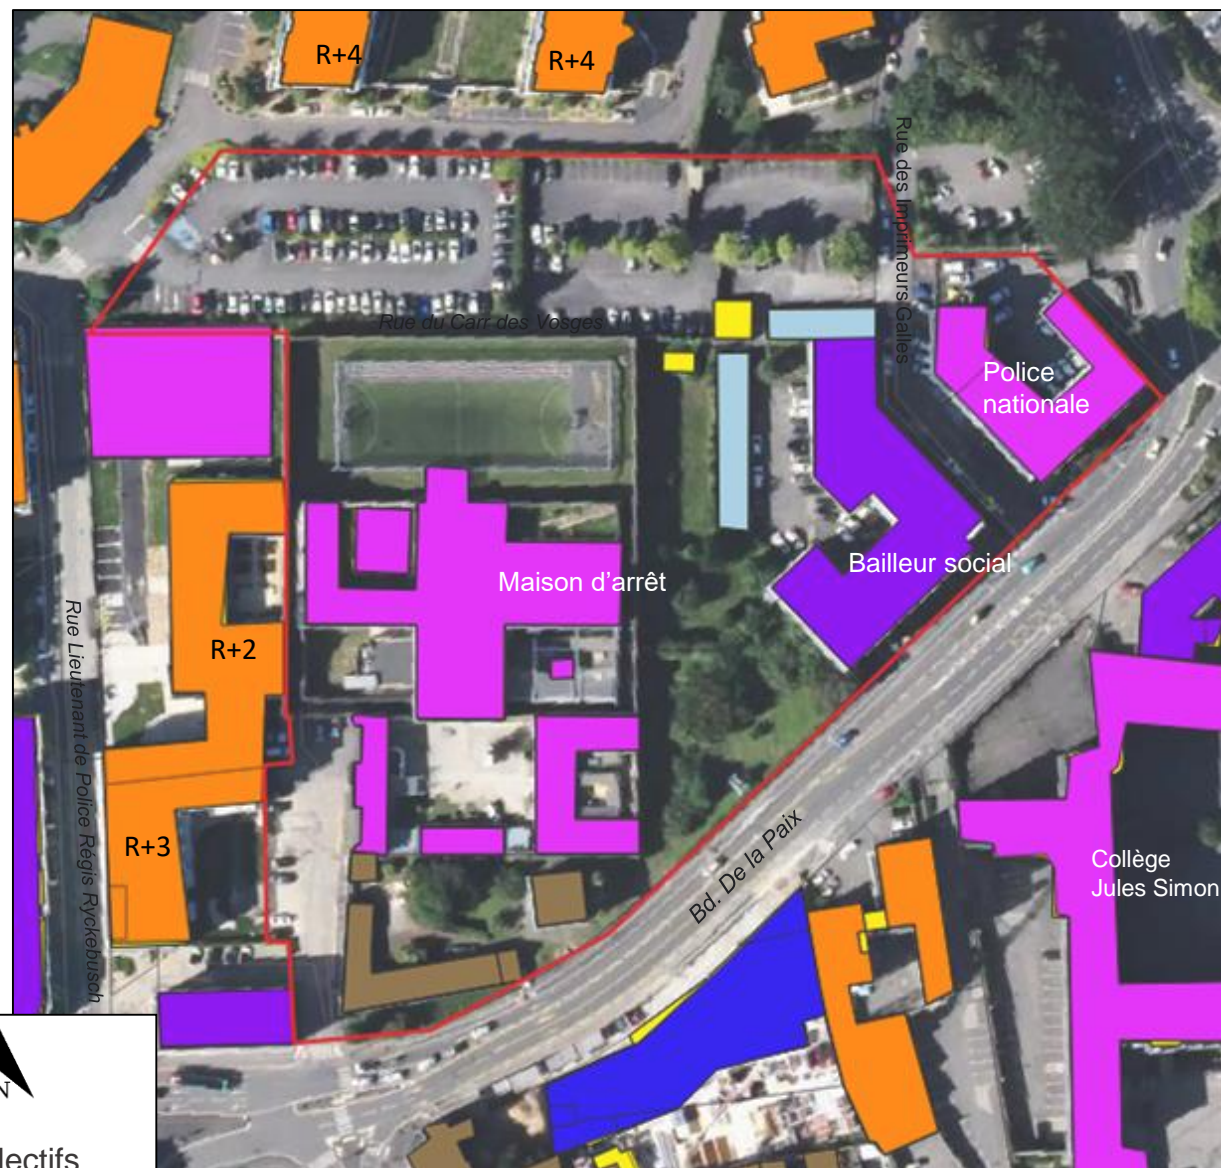 R+4
R+4
Rue des Imprimeurs Galles
Rue du Carr des Vosges
Police
nationale
Maison d'arrêt
Bailleur social
R+2
Rue Lieutenant de Police Régis Ryckebusch
R+3
Bd. De la Paix
Collège
Jules Simon
N
lectifs